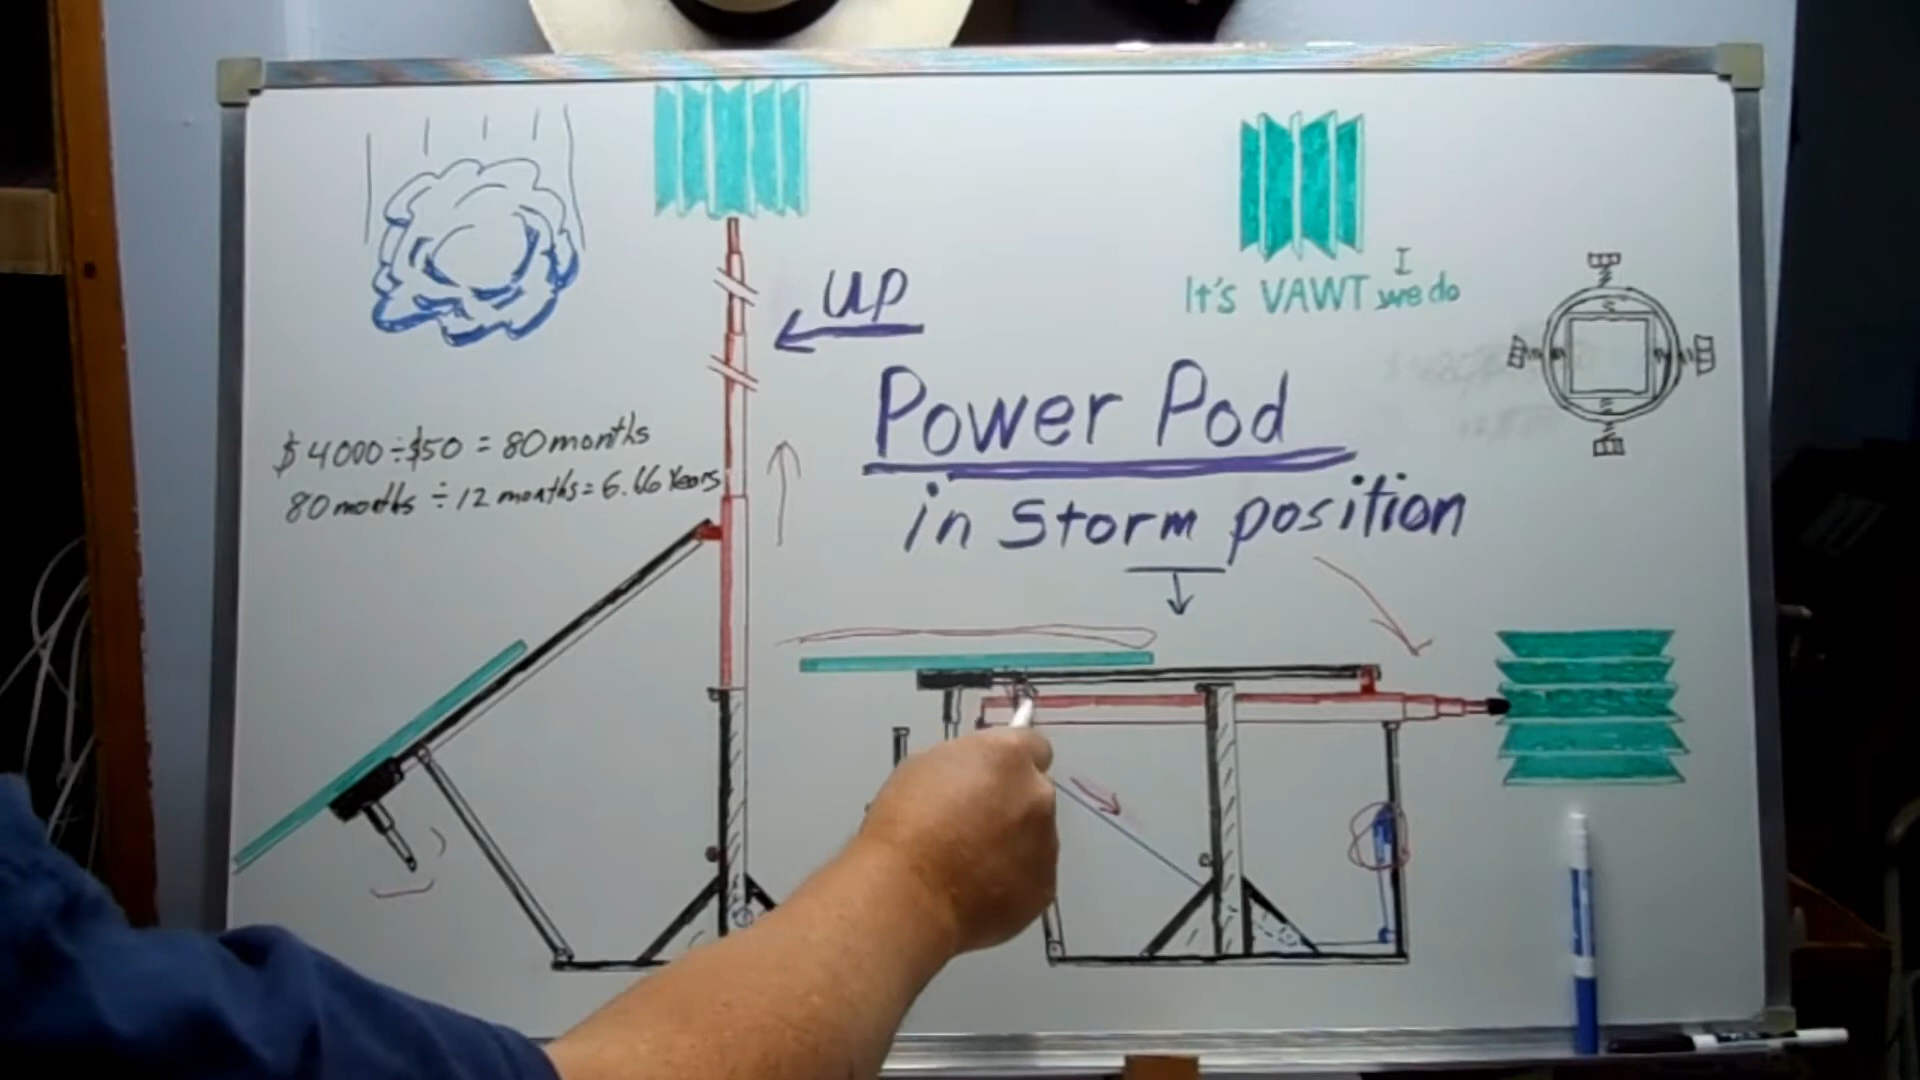 UP
I
It's VAWT we do
Power Pod
in Storm position
$4000 ÷ $50 = 80 months
80 months ÷ 12 months = 6.66 Years